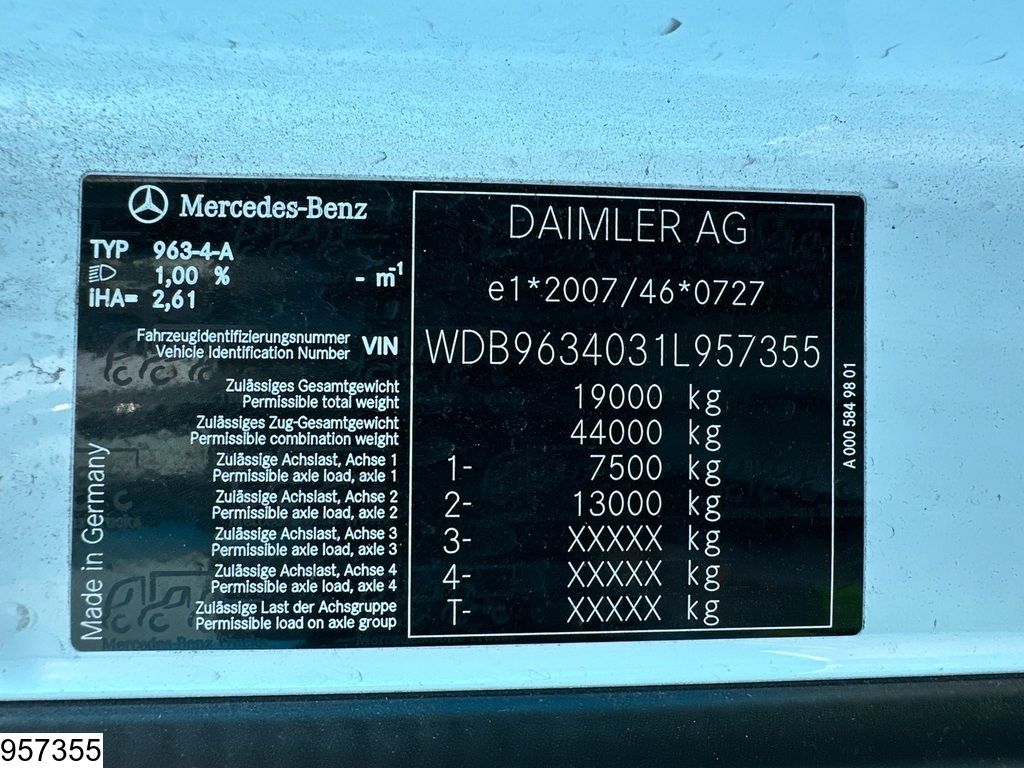 Mercedes-Benz
TYP 963-4-A
1,00 % - m-1
iHA= 2,61
DAIMLER AG
e1*2007/46*0727
Fahrzeugidentifizierungsnummer
Vehicle Identification Number VIN WDB9634031L957355
Zulässiges Gesamtgewicht
Permissible total weight 19000 kg
Zulässiges Zug-Gesamtgewicht
Permissible combination weight 44000 kg
Zulässige Achslast, Achse 1
Permissible axle load, axle 1 1- 7500 kg
Zulässige Achslast, Achse 2
Permissible axle load, axle 2 2- 13000 kg
Zulässige Achslast, Achse 3
Permissible axle load, axle 3 3- XXXXX kg
Zulässige Achslast, Achse 4
Permissible axle load, axle 4 4- XXXXX kg
Zulässige Last der Achsgruppe
Permissible load on axle group T- XXXXX kg
Made in Germany
A 000 584 98 01
Mercedes-Benz Trucks
957355